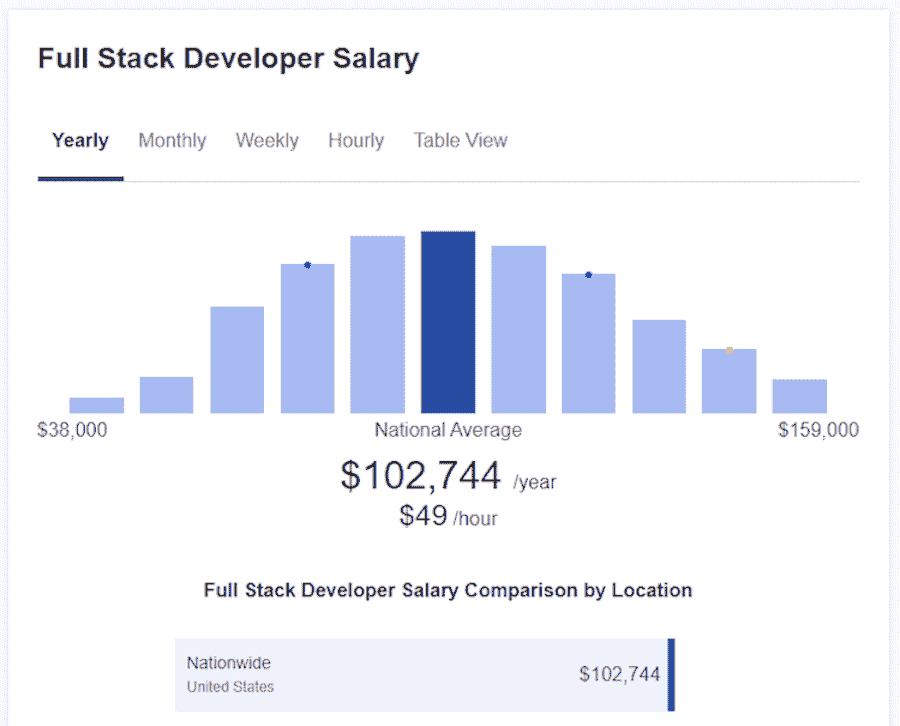 Full Stack Developer Salary
Yearly Monthly Weekly Hourly Table View
$38,000 National Average $159,000
$102,744 /year
$49 /hour
Full Stack Developer Salary Comparison by Location
Nationwide
$102,744
United States